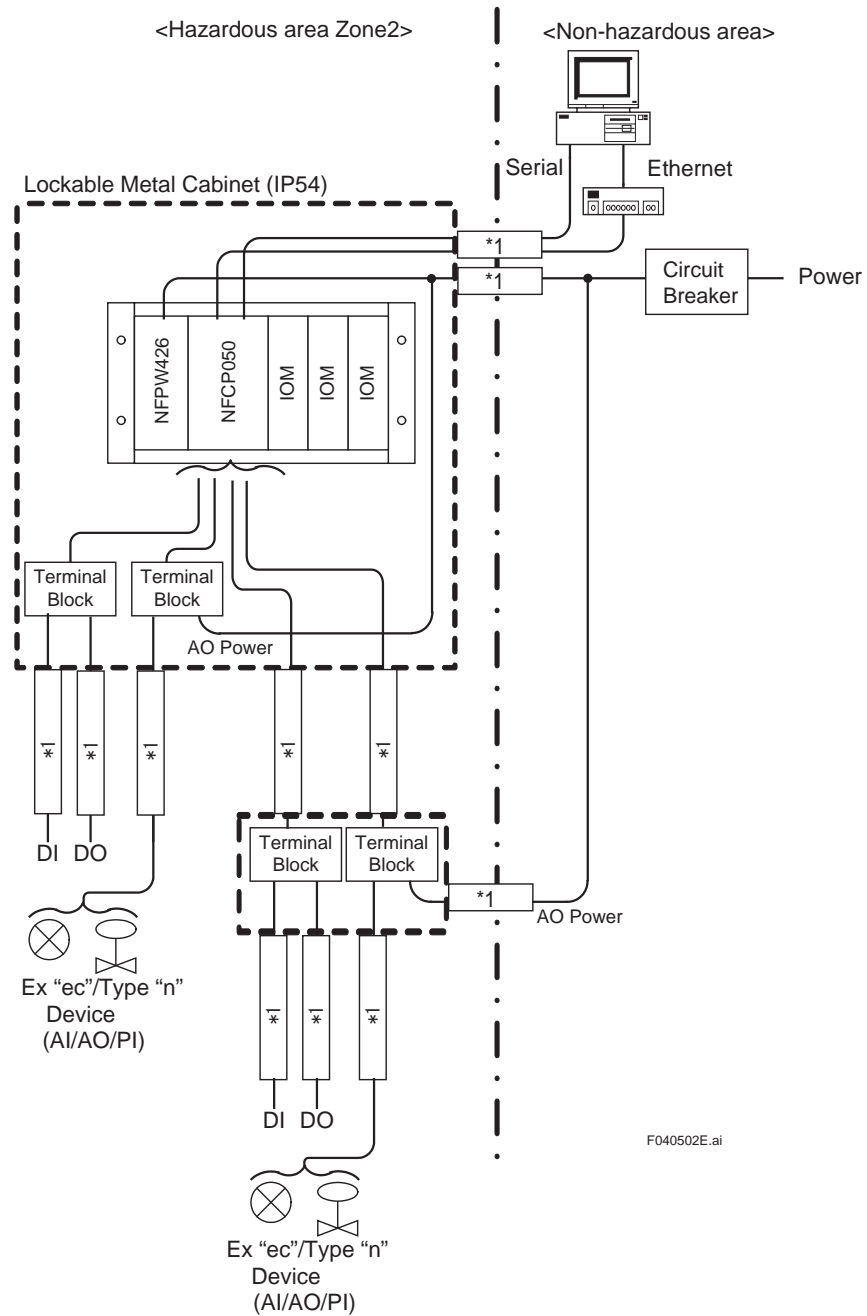 <Hazardous area Zone2>
<Non-hazardous area>
Serial
Ethernet
Lockable Metal Cabinet (IP54)
*1
*1
Circuit
Breaker
Power
NFPW426
NFCP050
IOM
IOM
IOM
Terminal
Block
Terminal
Block
AO Power
*1
*1
*1
*1
*1
DI
DO
Terminal
Block
Terminal
Block
*1
AO Power
Ex “ec”/Type “n”
Device
(AI/AO/PI)
*1
*1
*1
DI
DO
F040502E.ai
Ex “ec”/Type “n”
Device
(AI/AO/PI)